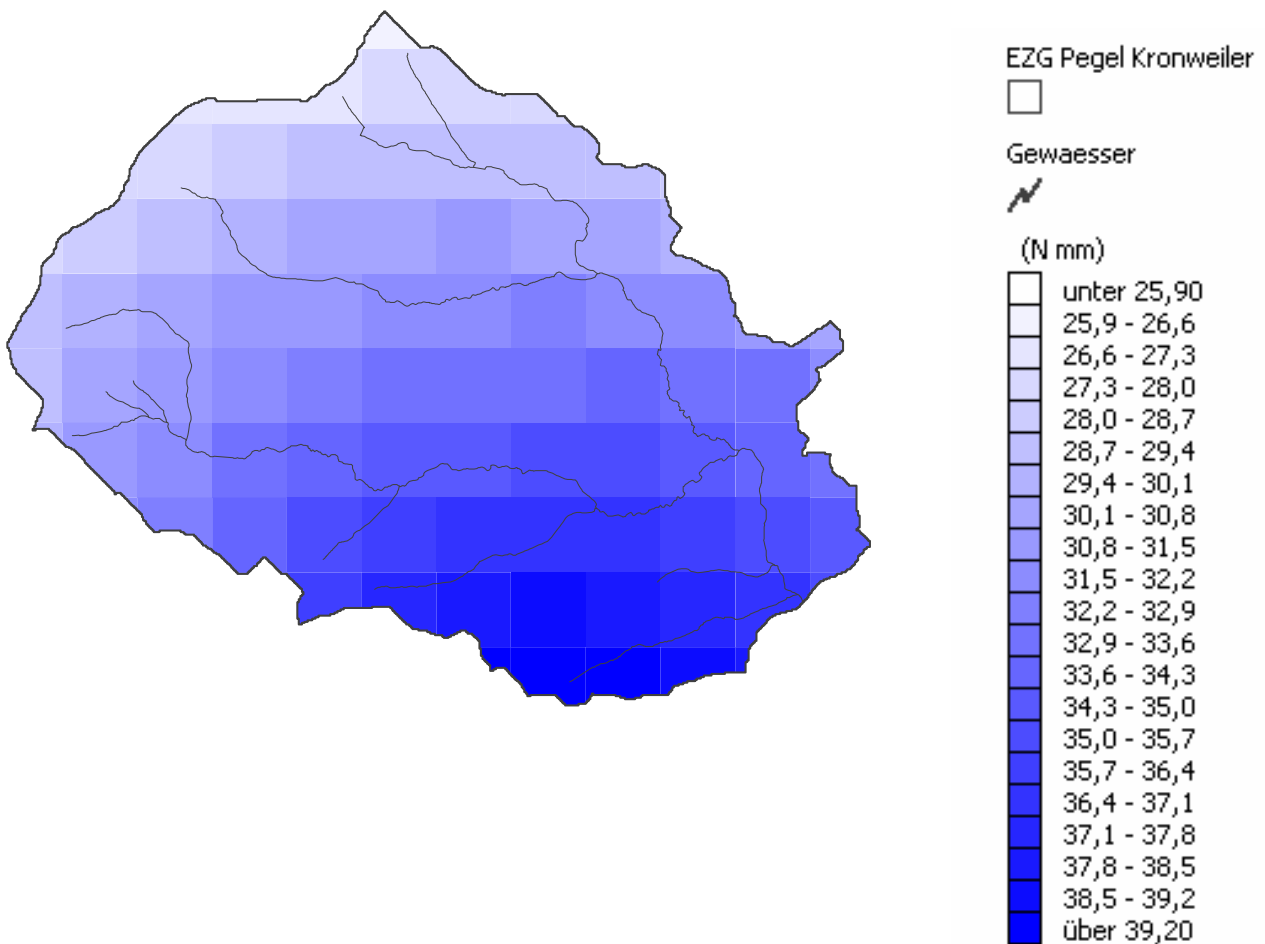 EZG Pegel Kronweiler
Gewaesser
(N mm)
unter 25,90
25,9 - 26,6
26,6 - 27,3
27,3 - 28,0
28,0 - 28,7
28,7 - 29,4
29,4 - 30,1
30,1 - 30,8
30,8 - 31,5
31,5 - 32,2
32,2 - 32,9
32,9 - 33,6
33,6 - 34,3
34,3 - 35,0
35,0 - 35,7
35,7 - 36,4
36,4 - 37,1
37,1 - 37,8
37,8 - 38,5
38,5 - 39,2
über 39,20